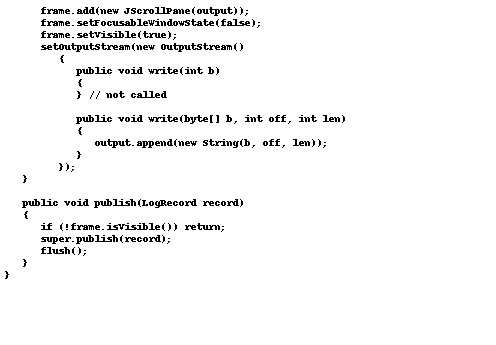 frame.add(new JScrollPane(output));
frame.setFocusableWindowState(false);
frame.setVisible(true);
setOutputStream(new OutputStream()
{
public void write(int b)
{
} // not called
public void write(byte[] b, int off, int len)
{
output.append(new String(b, off, len));
}
});
}
public void publish(LogRecord record)
{
if (!frame.isVisible()) return;
super.publish(record);
flush();
}
}